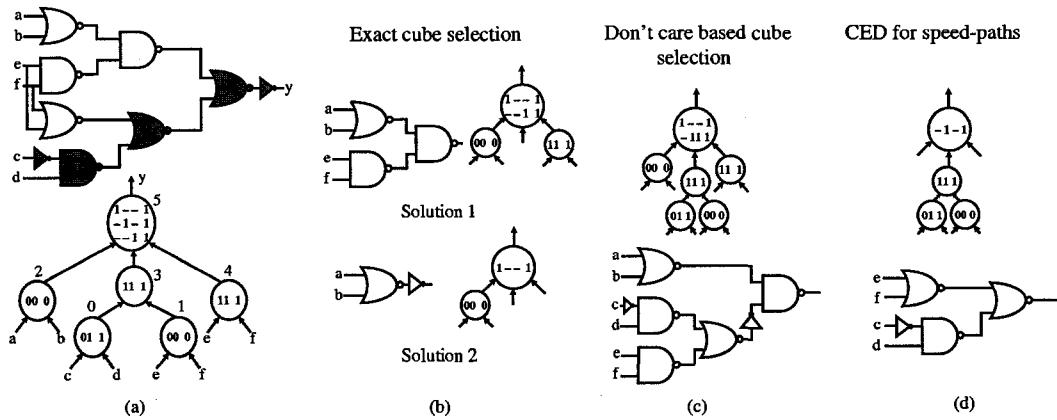 a
b
e
f
c
d
y
y
5
1 - - 1
- 1 - 1
- - 1 1
2
00 0
3
11 1
4
11 1
0
01 1
1
00 0
a b
c d
e f
e f
(a)
Exact cube selection
a
b
e
f
1 - - 1
- - 1 1
00 0
11 1
Solution 1
a
b
1 - - 1
00 0
Solution 2
(b)
Don't care based cube
selection
1 - - 1
-11 1
00 0
11 1
11 1
01 1
00 0
a
b
c
d
e
f
(c)
CED for speed-paths
-1-1
11 1
01 1
00 0
e
f
c
d
(d)